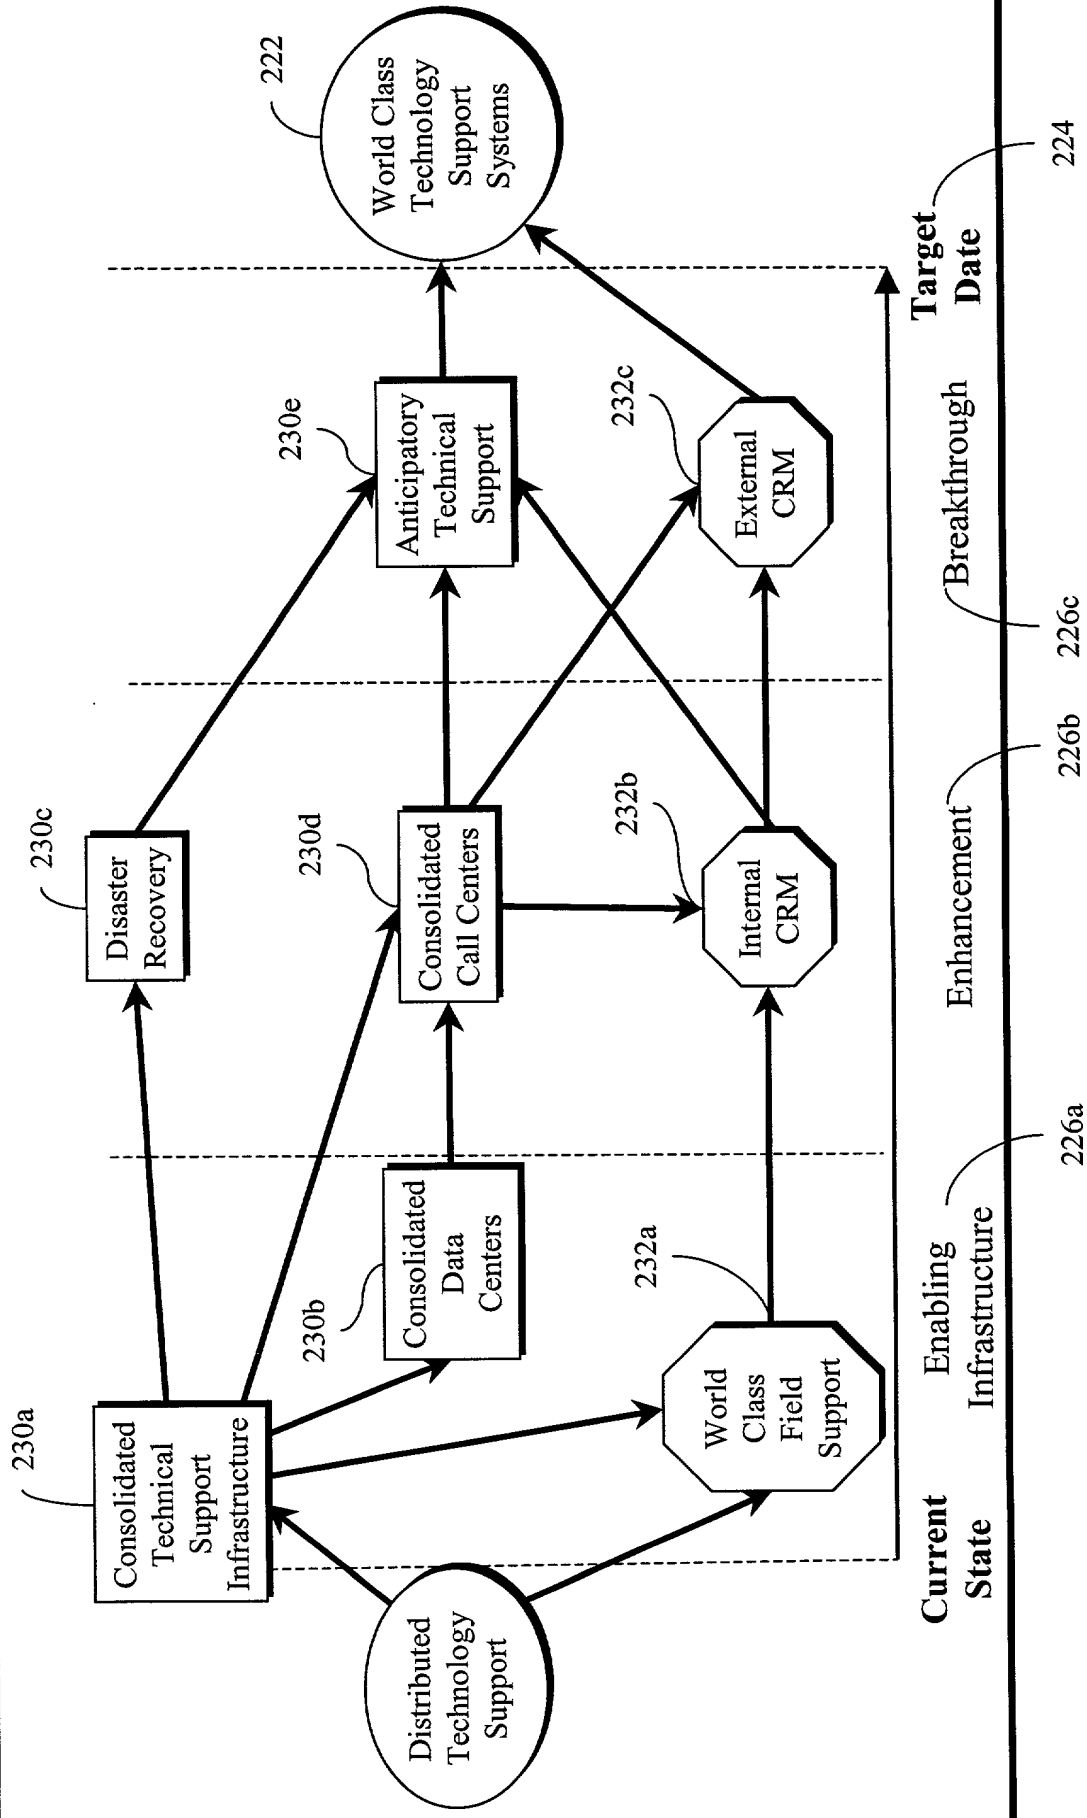 230a
Consolidated
Technical
Support
Infrastructure
230c
Disaster
Recovery
Distributed
Technology
Support
230b
Consolidated
Data
Centers
230d
Consolidated
Call Centers
230e
Anticipatory
Technical
Support
222
World Class
Technology
Support
Systems
232a
World
Class
Field
Support
232b
Internal
CRM
232c
External
CRM
Current
State
Enabling
Infrastructure
Enhancement
Breakthrough
Target
Date
226a
226b
226c
224